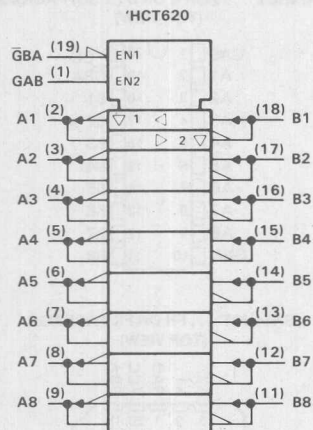 'HCT620
G̅BA (19) EN1
GAB (1) EN2
A1 (2) ▽ 1 ◁ (18) B1
▷ 2 ▽
A2 (3) (17) B2
A3 (4) (16) B3
A4 (5) (15) B4
A5 (6) (14) B5
A6 (7) (13) B6
A7 (8) (12) B7
A8 (9) (11) B8